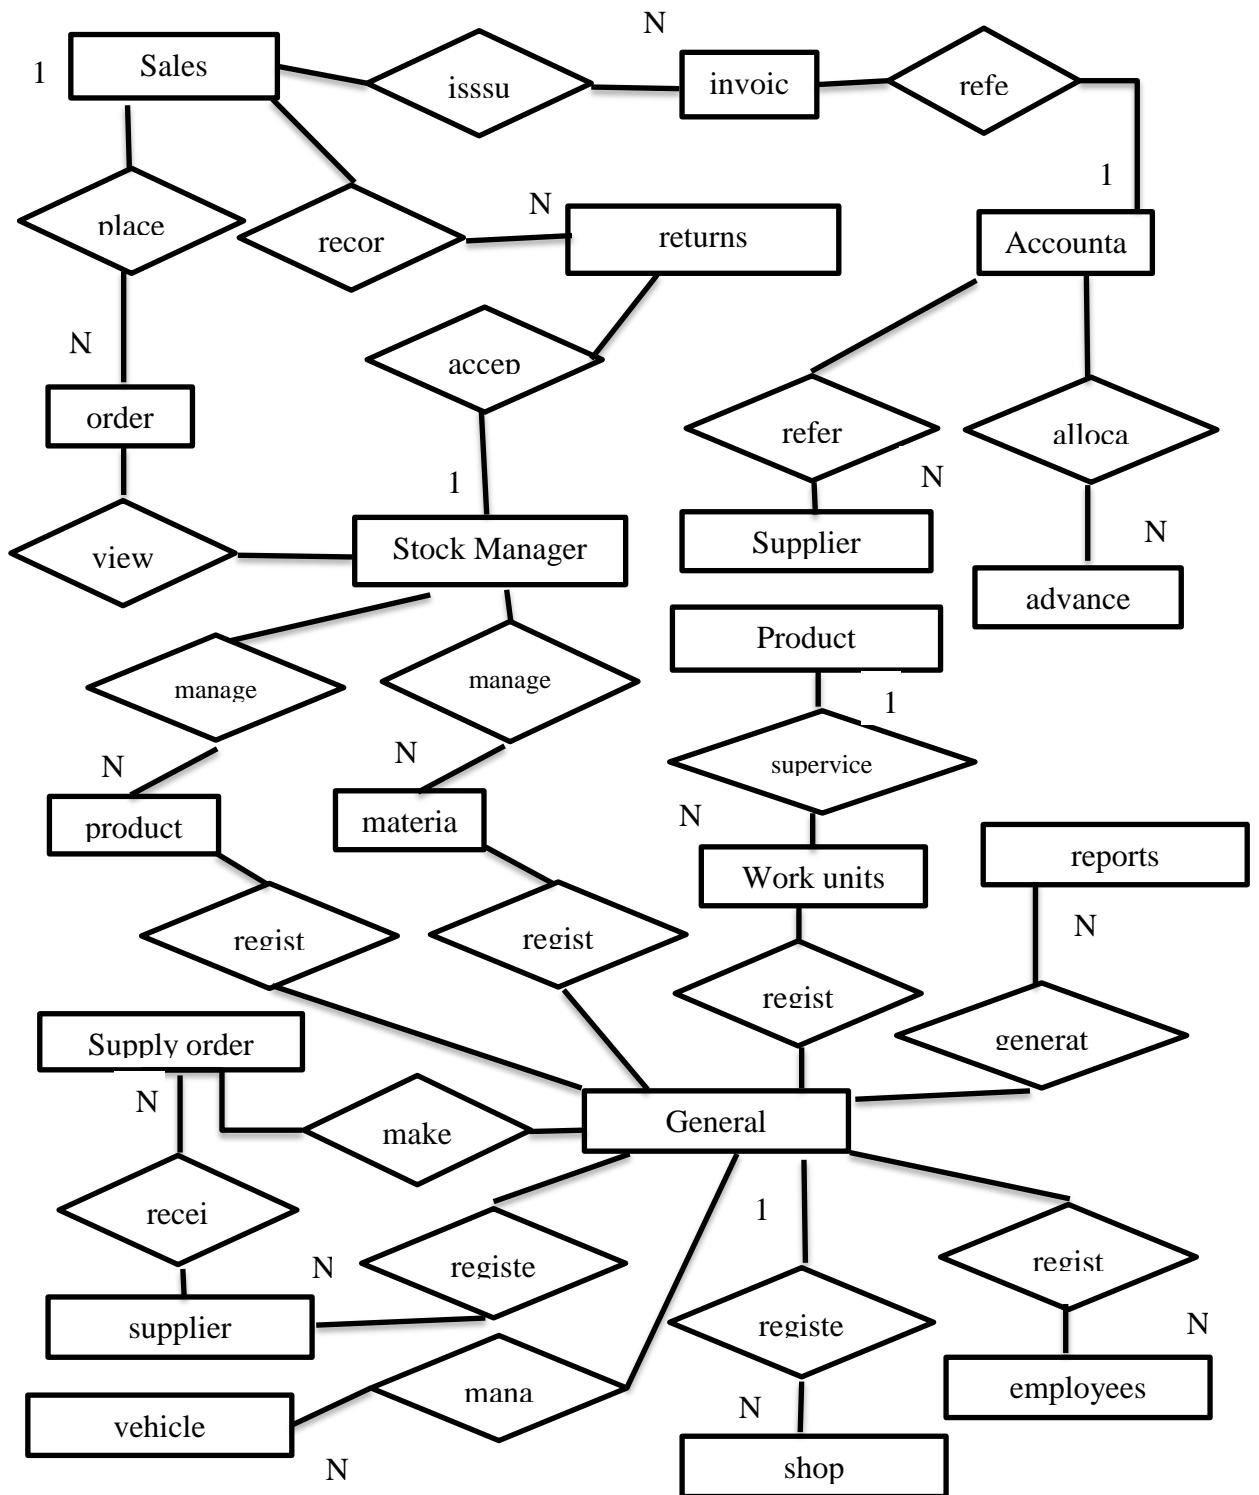 N
1
Sales
isssu
invoic
refe
1
place
recor
N
returns
Accounta
N
accep
order
refer
alloca
1
N
view
Stock Manager
Supplier
N
advance
Product
manage
manage
1
N
N
supervice
product
materia
N
Work units
reports
regist
regist
N
regist
Supply order
generat
N
make
General
recei
1
N
registe
regist
supplier
registe
N
vehicle
mana
employees
N
N
shop